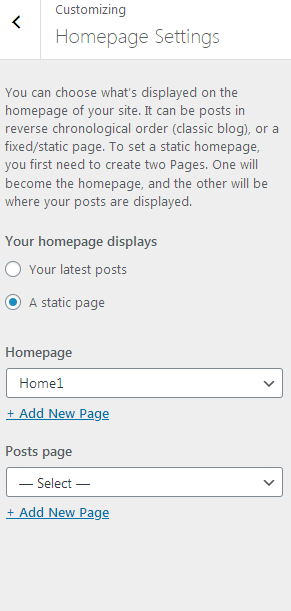 Customizing
Homepage Settings
You can choose what's displayed on the
homepage of your site. It can be posts in
reverse chronological order (classic blog), or a
fixed/static page. To set a static homepage,
you first need to create two Pages. One will
become the homepage, and the other will be
where your posts are displayed.
Your homepage displays
Your latest posts
A static page
Homepage
Home1
+ Add New Page
Posts page
— Select —
+ Add New Page